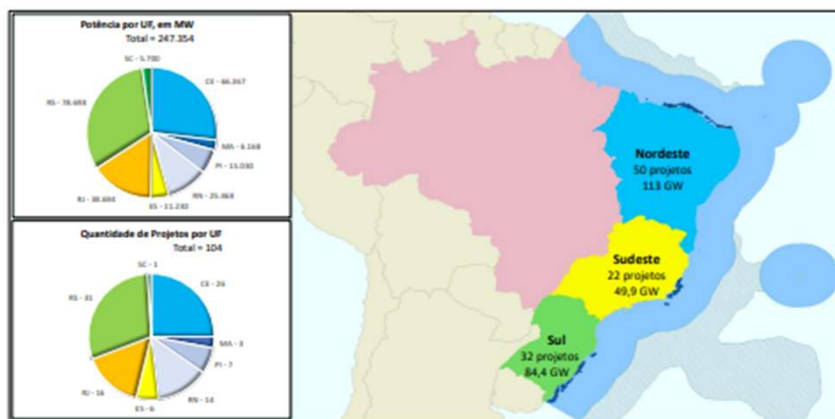 Potência por UF, em MW
Total = 247.354
SC - 5.700
CE - 66.367
RS - 78.698
MA - 6.168
PI - 15.030
RN - 25.468
ES - 11.230
RJ - 38.694
Quantidade de Projetos por UF
Total = 104
SC - 1
CE - 26
RS - 31
MA - 3
PI - 7
RN - 14
ES - 6
RJ - 16
Nordeste
50 projetos
113 GW
Sudeste
22 projetos
49,9 GW
Sul
32 projetos
84,4 GW